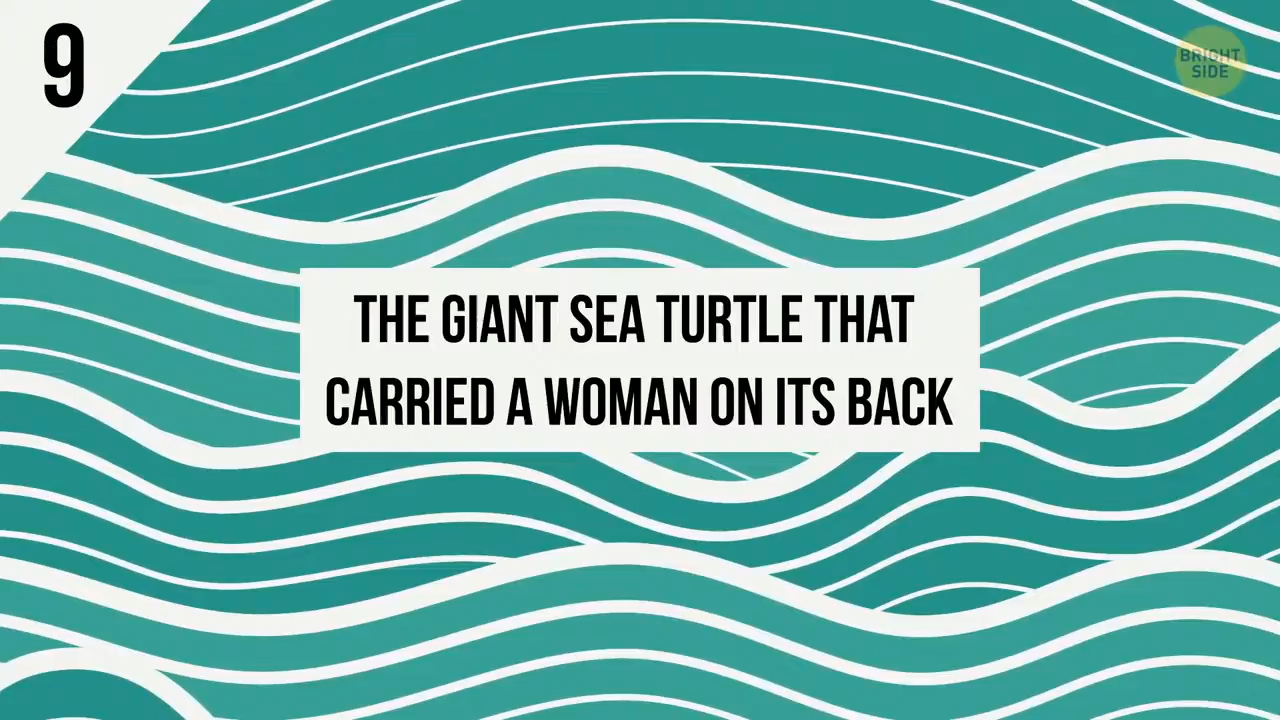 9
BRIGHT
SIDE
THE GIANT SEA TURTLE THAT
CARRIED A WOMAN ON ITS BACK